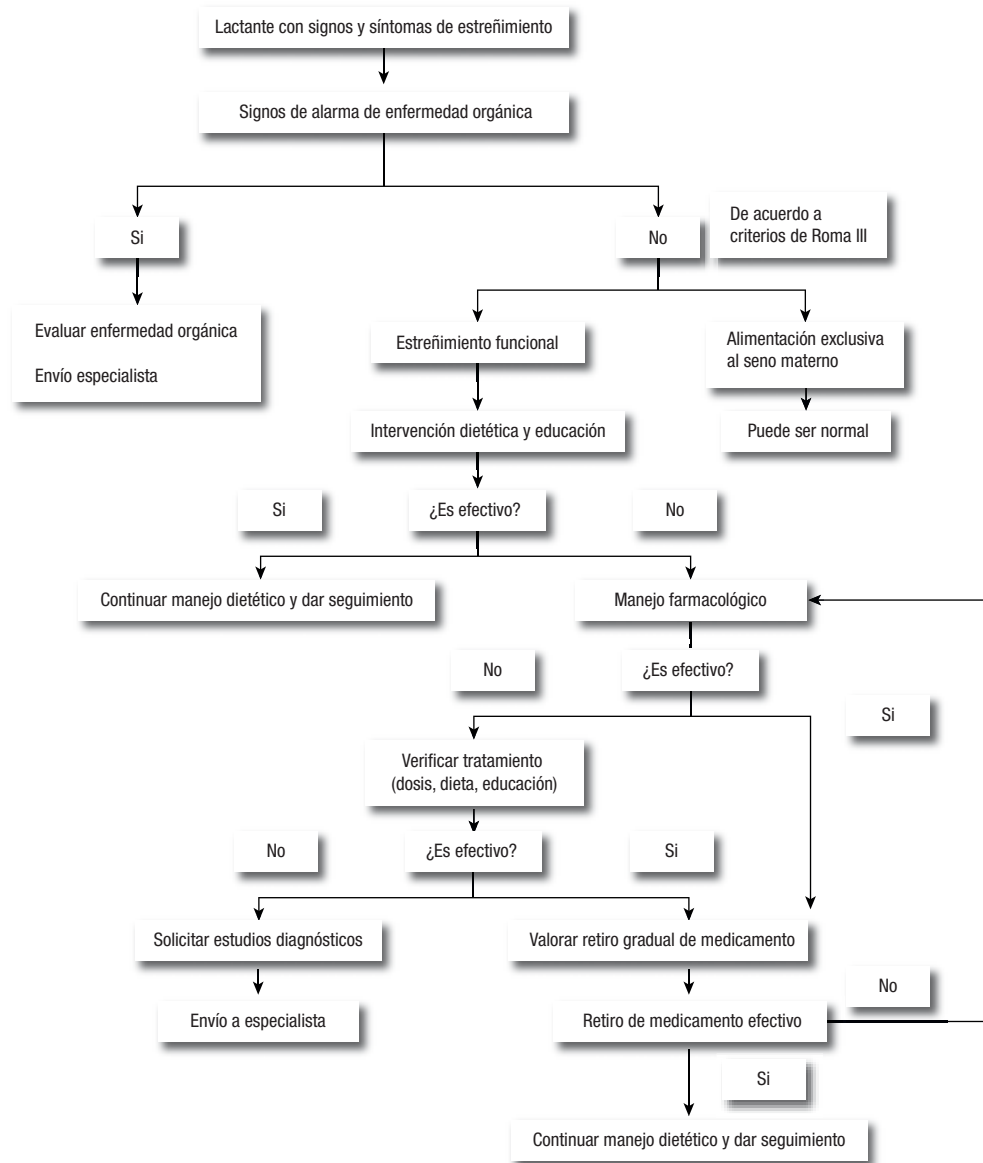 Lactante con signos y síntomas de estreñimiento
Signos de alarma de enfermedad orgánica
Si
No
De acuerdo a
criterios de Roma III
Evaluar enfermedad orgánica
Envío especialista
Estreñimiento funcional
Alimentación exclusiva
al seno materno
Intervención dietética y educación
Puede ser normal
Si
¿Es efectivo?
No
Continuar manejo dietético y dar seguimiento
Manejo farmacológico
No
¿Es efectivo?
Si
Verificar tratamiento
(dosis, dieta, educación)
No
¿Es efectivo?
Si
Solicitar estudios diagnósticos
Valorar retiro gradual de medicamento
No
Envío a especialista
Retiro de medicamento efectivo
Si
Continuar manejo dietético y dar seguimiento